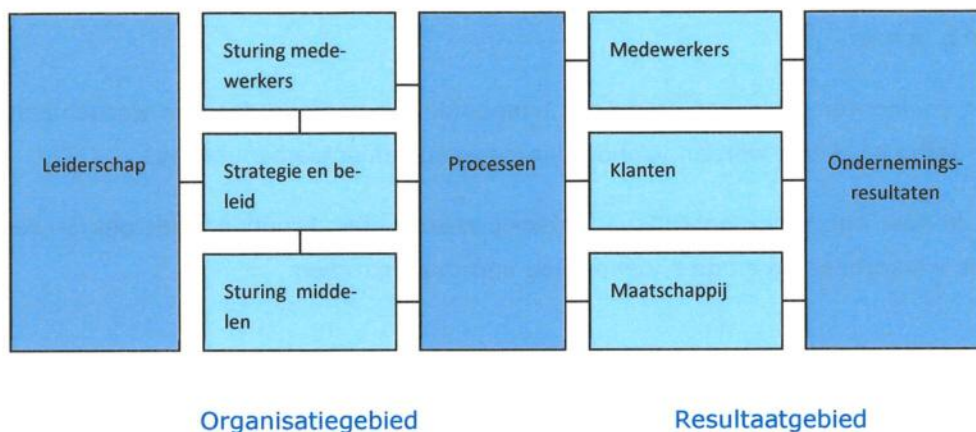 Leiderschap
Sturing mede-
werkers
Strategie en be-
leid
Sturing  midde-
len
Processen
Medewerkers
Klanten
Maatschappij
Ondernemings-
resultaten
Organisatiegebied
Resultaatgebied